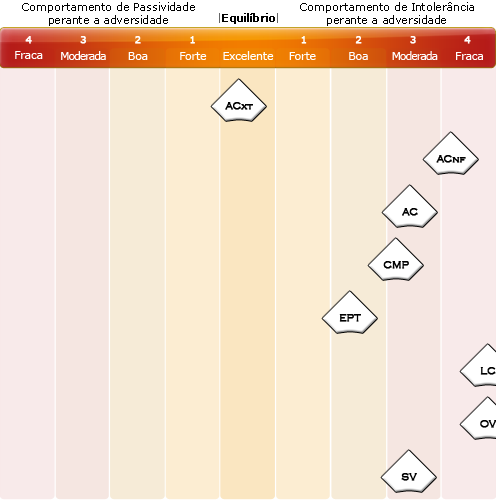 Comportamento de Passividade
perante a adversidade
|Equilíbrio|
Comportamento de Intolerância
perante a adversidade
4 3 2 1 1 2 3 4
Fraca Moderada Boa Forte Excelente Forte Boa Moderada Fraca
ACXT
ACNF
AC
CMP
EPT
LC
OV
SV